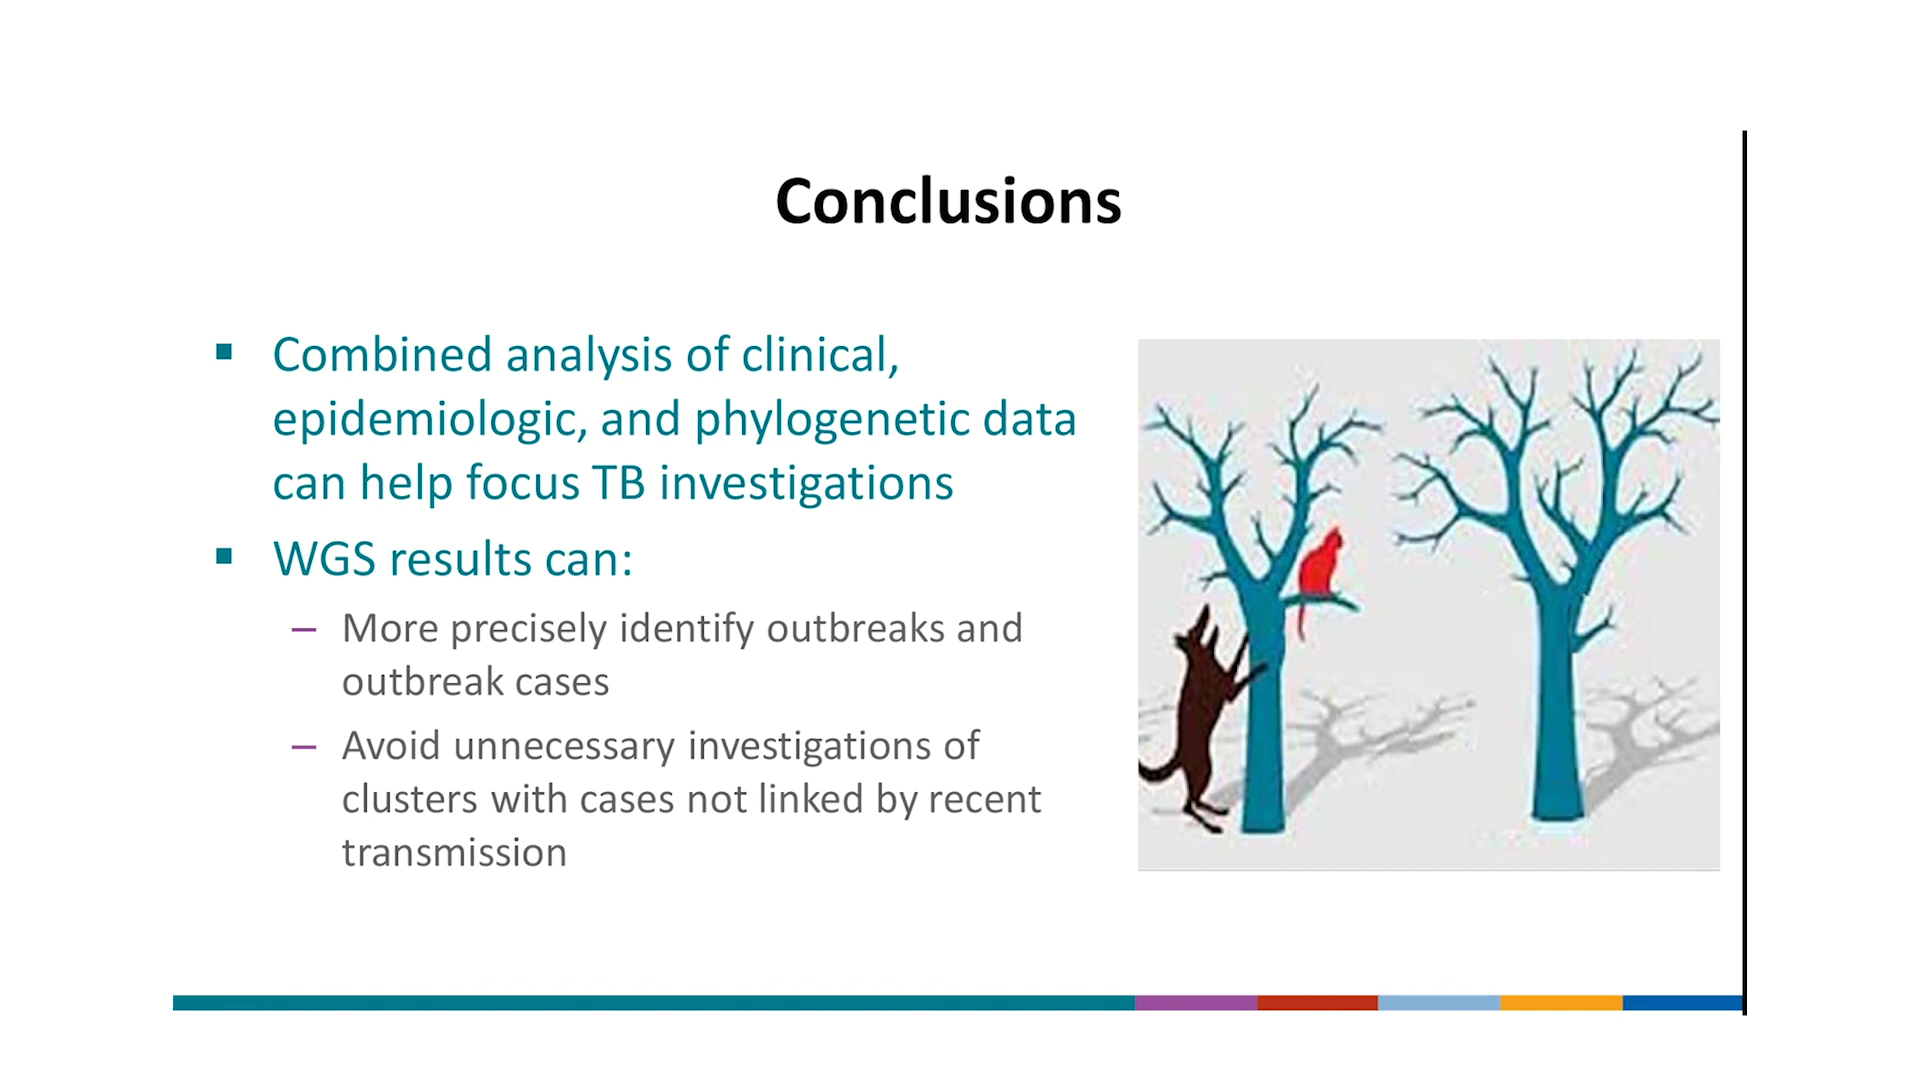 Conclusions
▪ Combined analysis of clinical,
epidemiologic, and phylogenetic data
can help focus TB investigations
▪ WGS results can:
– More precisely identify outbreaks and
outbreak cases
– Avoid unnecessary investigations of
clusters with cases not linked by recent
transmission